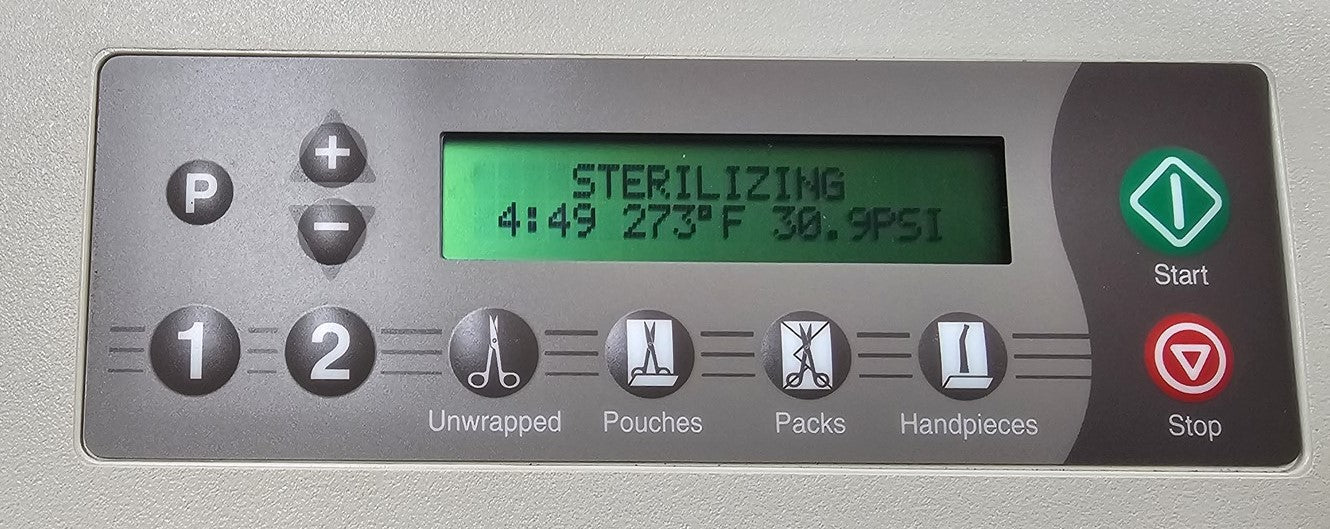 P
+
−
STERILIZING
4:49 273°F 30.9PSI
Start
1
2
Unwrapped
Pouches
Packs
Handpieces
Stop